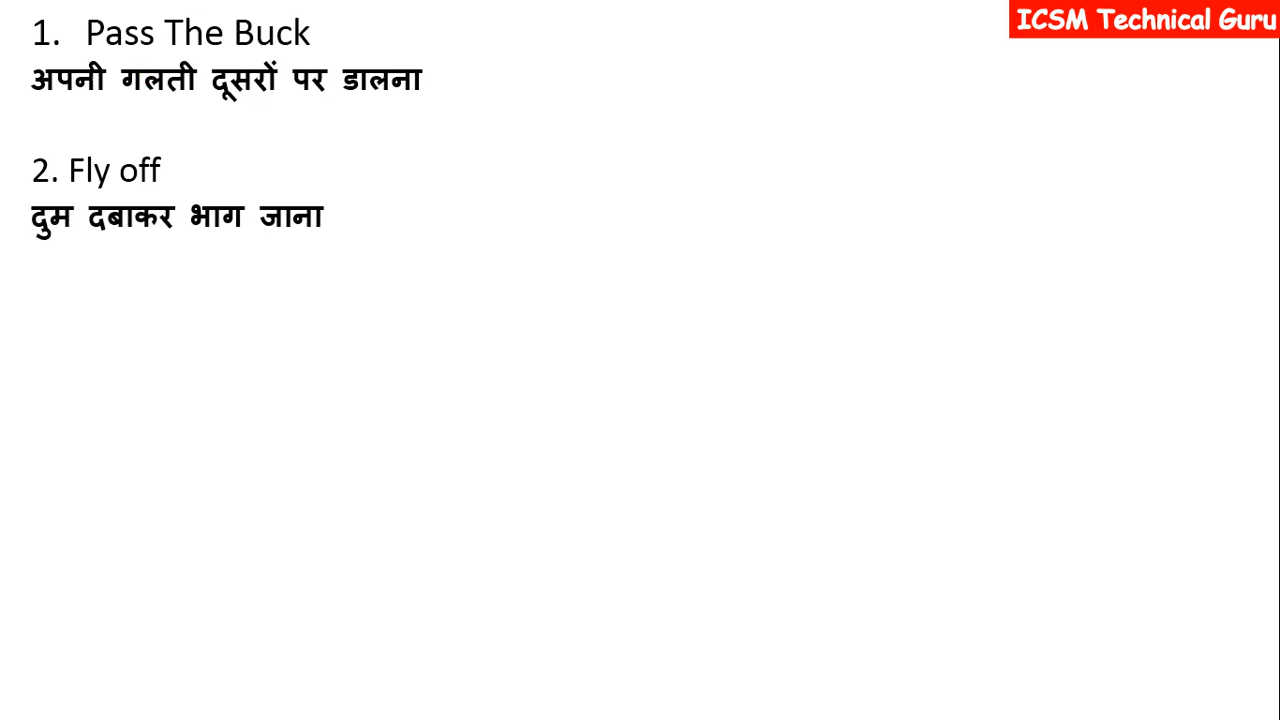 ICSM Technical Guru
1. Pass The Buck
अपनी गलती दूसरों पर डालना
2. Fly off
दुम दबाकर भाग जाना